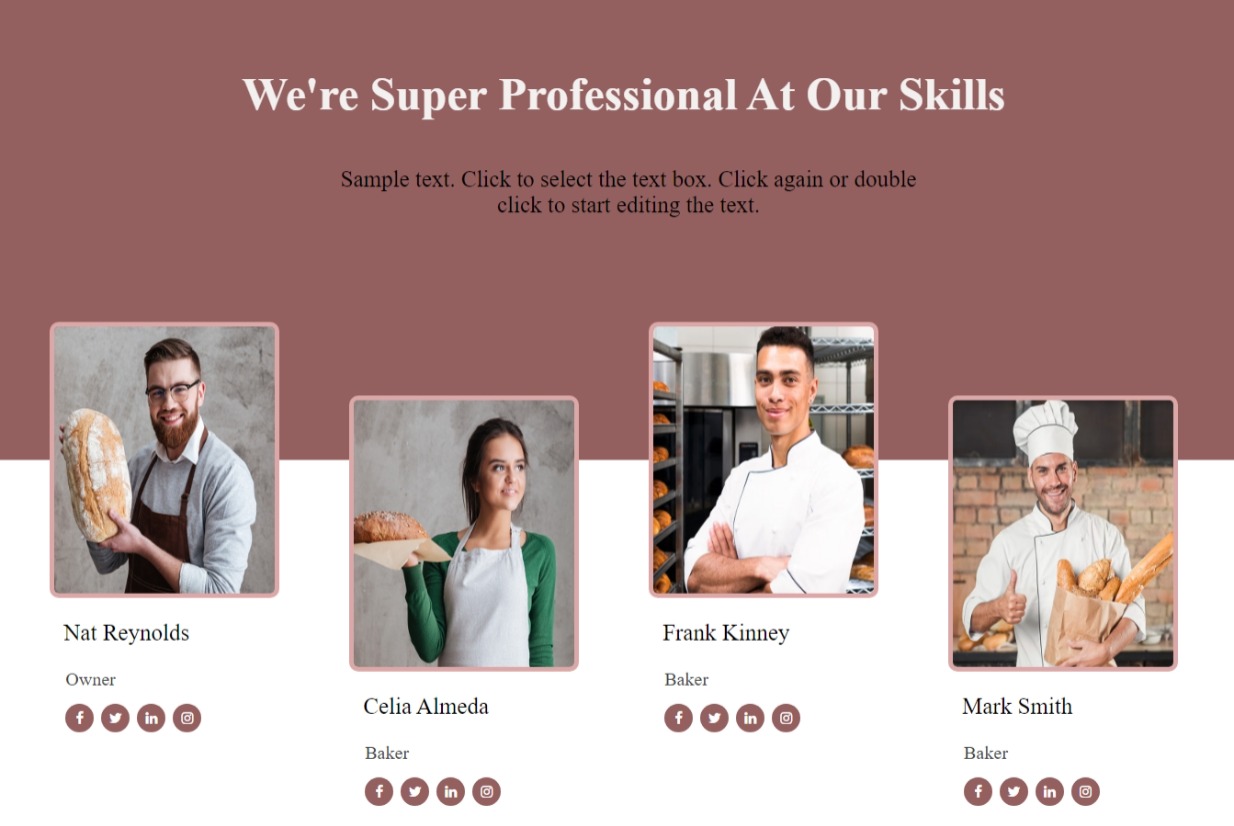 We're Super Professional At Our Skills
Sample text. Click to select the text box. Click again or double
click to start editing the text.
Nat Reynolds
Owner
Celia Almeda
Baker
Frank Kinney
Baker
Mark Smith
Baker